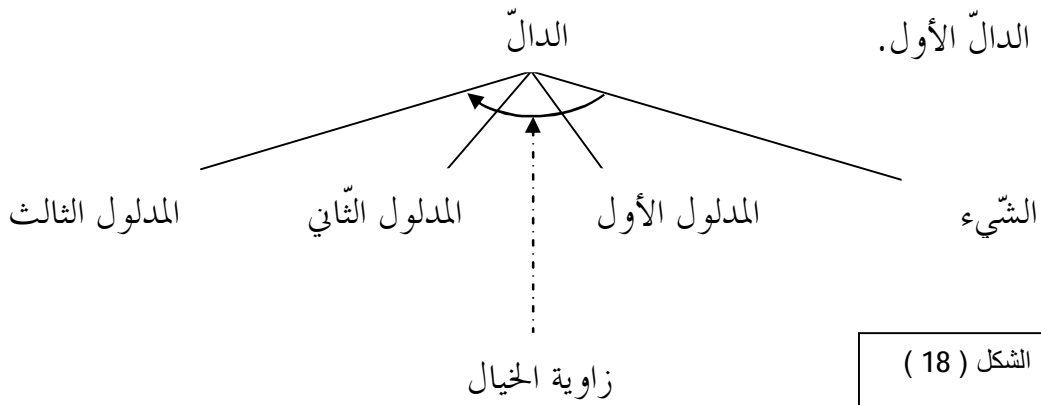 الدالّ الأول.
الدالّ
الشّيء
المدلول الأول
المدلول الثّاني
المدلول الثالث
الشكل ( 18 )
زاوية الخيال